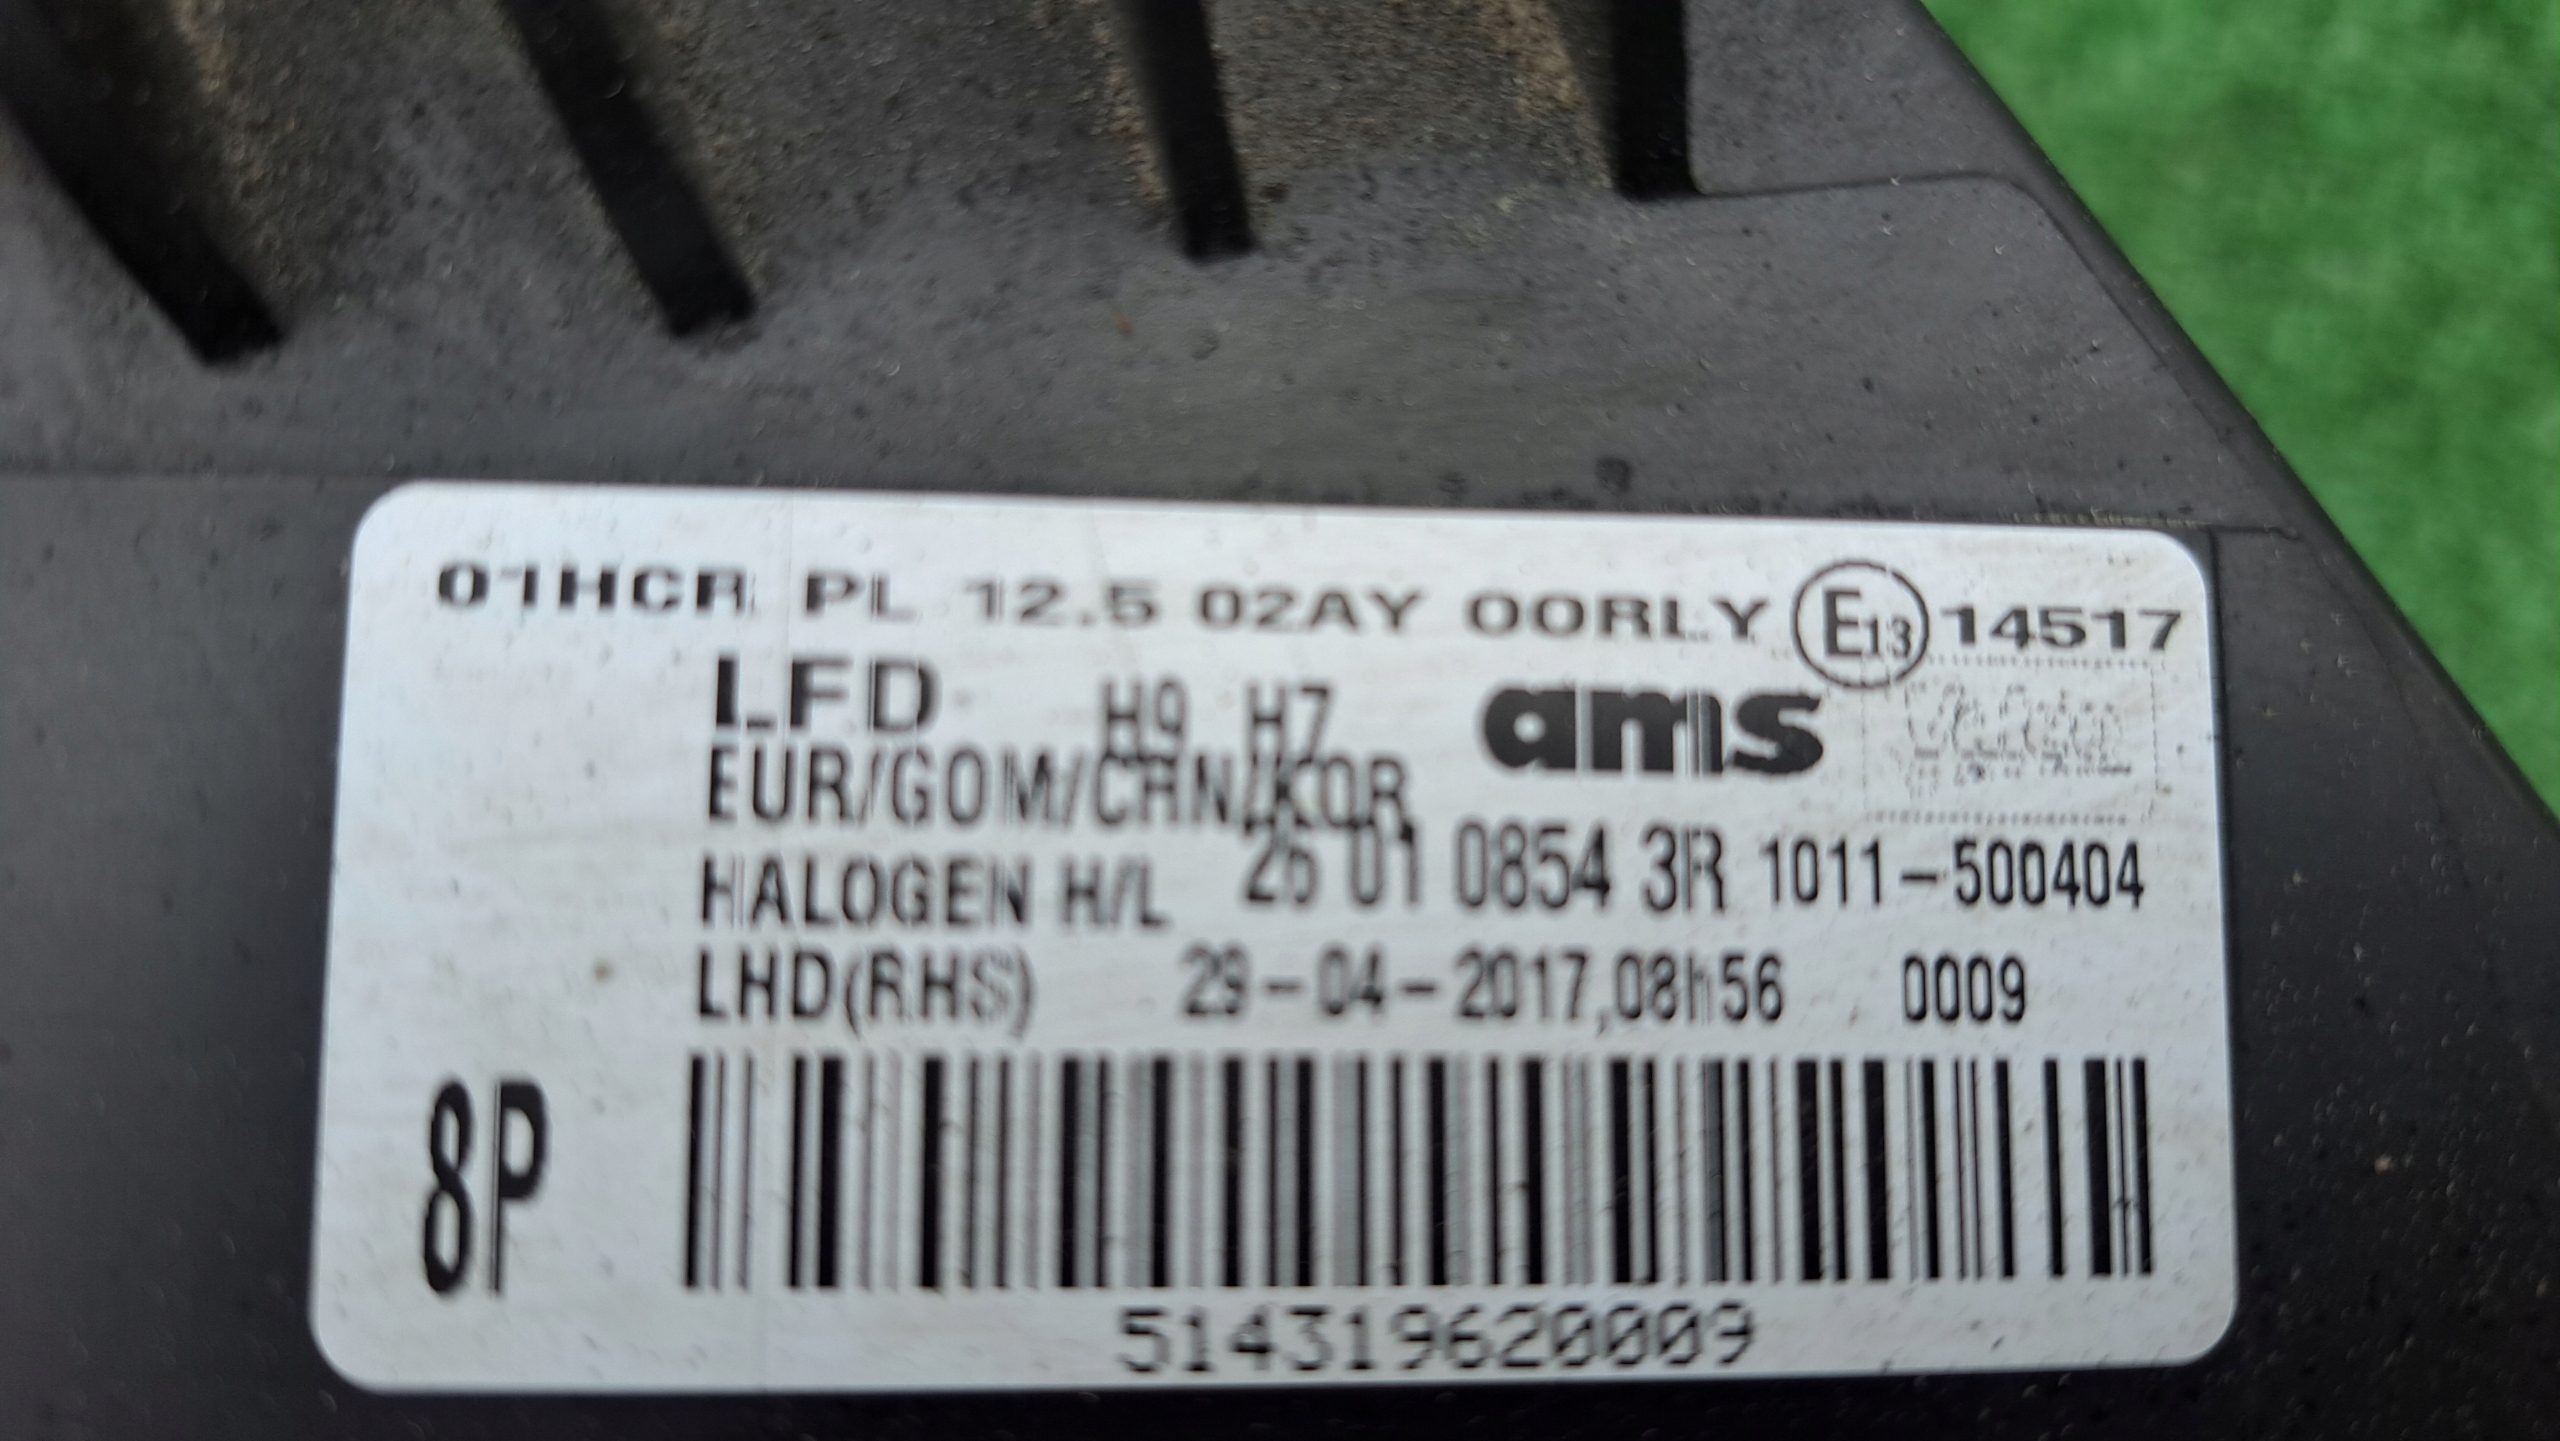 01HCR PL 12.5 02AY 00RLY E13 14517
LFD H9 H7 ams
EUR/GOM/CHN/KOR
HALOGEN H/L 26 01 0854 3R 1011-500404
LHD(RHS) 29-04-2017,08h56 0009
8P
514319620009